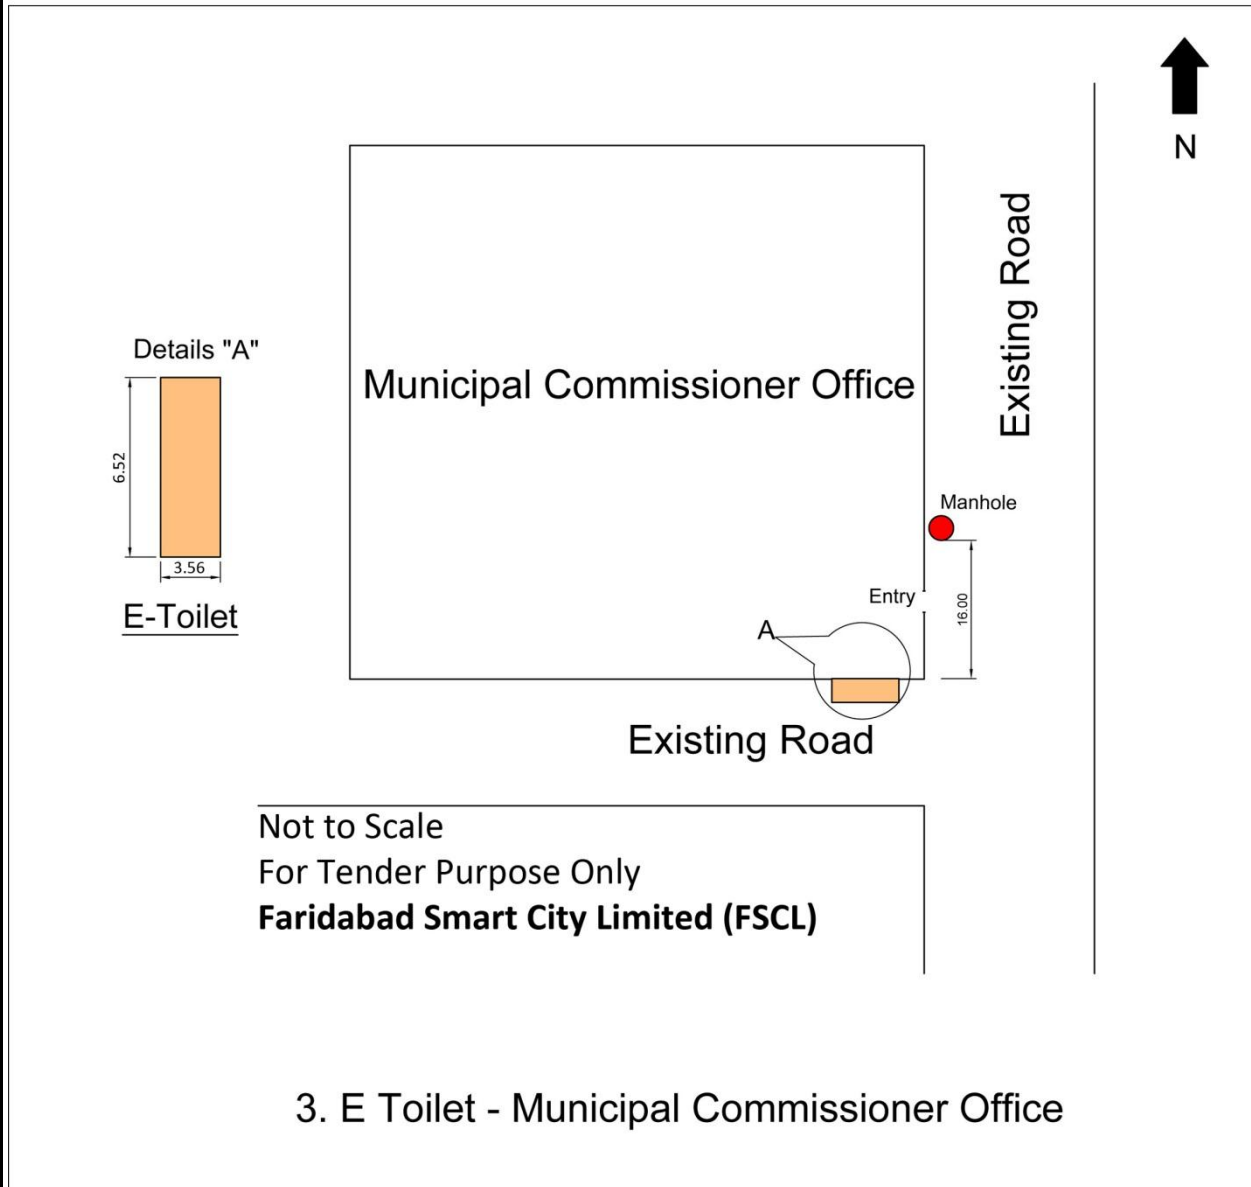 N
Existing Road
Details "A"
Municipal Commissioner Office
6.52
3.56
E-Toilet
Manhole
Entry
16.00
A
Existing Road
Not to Scale
For Tender Purpose Only
Faridabad Smart City Limited (FSCL)
3. E Toilet - Municipal Commissioner Office